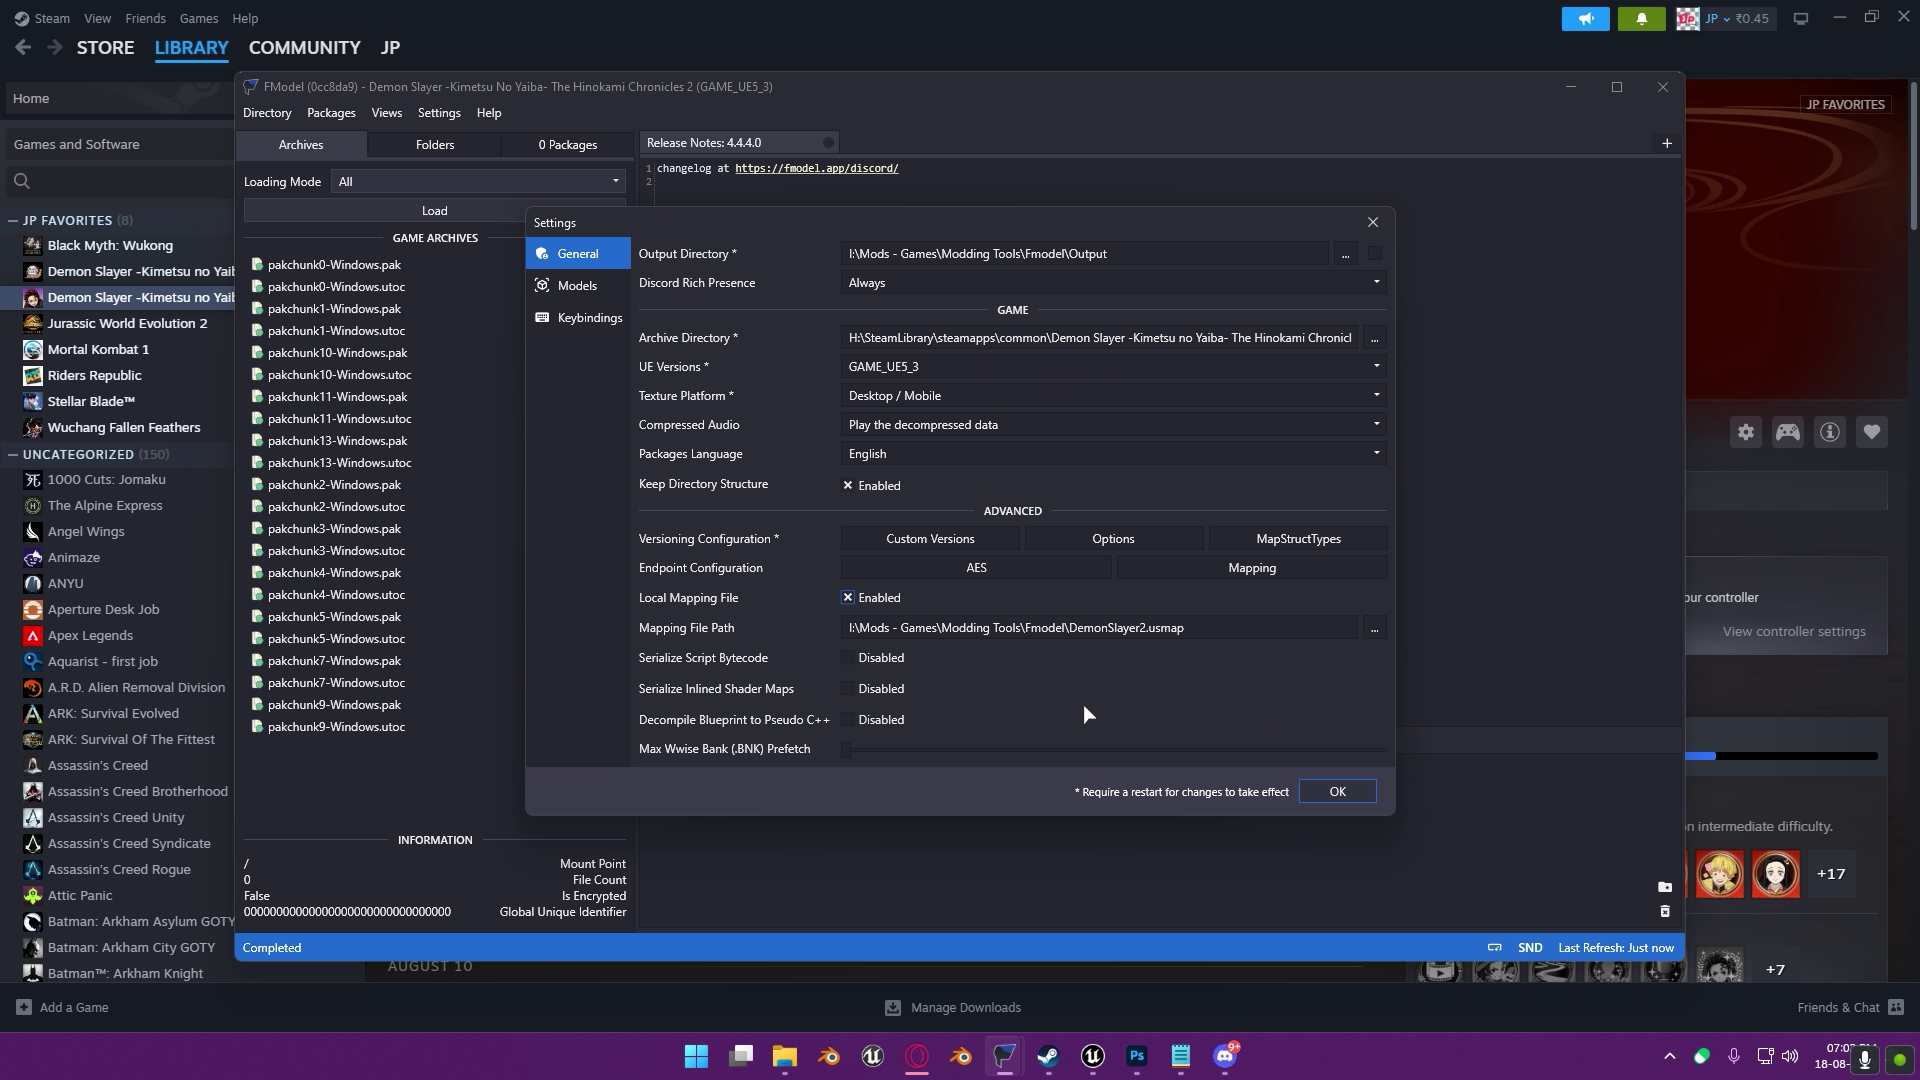 Steam View Friends Games Help
JP ₹0.45
STORE LIBRARY COMMUNITY JP
Home
Games and Software
JP FAVORITES (8)
Black Myth: Wukong
Demon Slayer -Kimetsu no Yaib
Demon Slayer -Kimetsu no Yaib
Jurassic World Evolution 2
Mortal Kombat 1
Riders Republic
Stellar Blade™
Wuchang Fallen Feathers
UNCATEGORIZED (150)
1000 Cuts: Jomaku
The Alpine Express
Angel Wings
Animaze
ANYU
Aperture Desk Job
Apex Legends
Aquarist - first job
A.R.D. Alien Removal Division
ARK: Survival Evolved
ARK: Survival Of The Fittest
Assassin's Creed
Assassin's Creed Brotherhood
Assassin's Creed Unity
Assassin's Creed Syndicate
Assassin's Creed Rogue
Attic Panic
Batman: Arkham Asylum GOTY
Batman: Arkham City GOTY
Batman™: Arkham Knight
FModel (0cc8da9) - Demon Slayer -Kimetsu No Yaiba- The Hinokami Chronicles 2 (GAME_UE5_3)
Directory Packages Views Settings Help
Archives Folders 0 Packages
Loading Mode All
Load
GAME ARCHIVES
pakchunk0-Windows.pak
pakchunk0-Windows.utoc
pakchunk1-Windows.pak
pakchunk1-Windows.utoc
pakchunk10-Windows.pak
pakchunk10-Windows.utoc
pakchunk11-Windows.pak
pakchunk11-Windows.utoc
pakchunk13-Windows.pak
pakchunk13-Windows.utoc
pakchunk2-Windows.pak
pakchunk2-Windows.utoc
pakchunk3-Windows.pak
pakchunk3-Windows.utoc
pakchunk4-Windows.pak
pakchunk4-Windows.utoc
pakchunk5-Windows.pak
pakchunk5-Windows.utoc
pakchunk7-Windows.pak
pakchunk7-Windows.utoc
pakchunk9-Windows.pak
pakchunk9-Windows.utoc
INFORMATION
/ Mount Point
0 File Count
False Is Encrypted
00000000000000000000000000000000 Global Unique Identifier
Completed
SND Last Refresh: Just now
Release Notes: 4.4.4.0
1 changelog at https://fmodel.app/discord/
2
Settings
General
Models
Keybindings
Output Directory * I:\Mods - Games\Modding Tools\Fmodel\Output ...
Discord Rich Presence Always
GAME
Archive Directory * H:\SteamLibrary\steamapps\common\Demon Slayer -Kimetsu no Yaiba- The Hinokami Chronicl ...
UE Versions * GAME_UE5_3
Texture Platform * Desktop / Mobile
Compressed Audio Play the decompressed data
Packages Language English
Keep Directory Structure Enabled
ADVANCED
Versioning Configuration * Custom Versions Options MapStructTypes
Endpoint Configuration AES Mapping
Local Mapping File Enabled
Mapping File Path I:\Mods - Games\Modding Tools\Fmodel\DemonSlayer2.usmap ...
Serialize Script Bytecode Disabled
Serialize Inlined Shader Maps Disabled
Decompile Blueprint to Pseudo C++ Disabled
Max Wwise Bank (.BNK) Prefetch
* Require a restart for changes to take effect OK
JP FAVORITES
our controller
View controller settings
n intermediate difficulty.
+17
+7
AUGUST 10
Add a Game Manage Downloads Friends & Chat
Ps
9+
07:0
18-08-